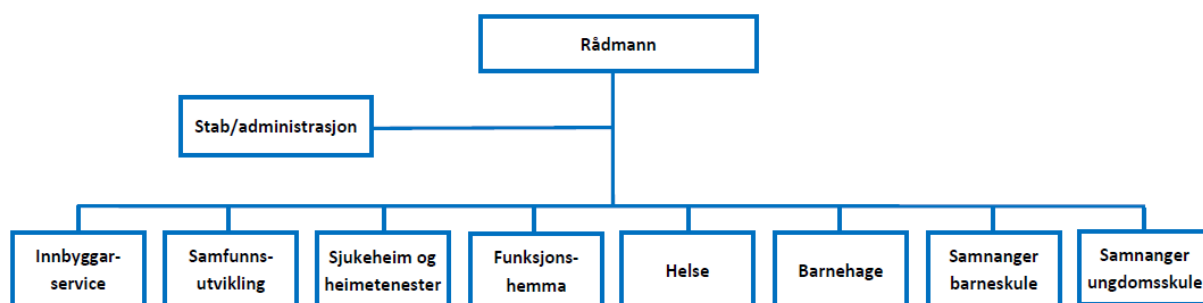 Rådmann
Stab/administrasjon
Innbyggar-
service
Samfunns-
utvikling
Sjukeheim og
heimetenester
Funksjons-
hemma
Helse
Barnehage
Samnanger
barneskule
Samnanger
ungdomsskule